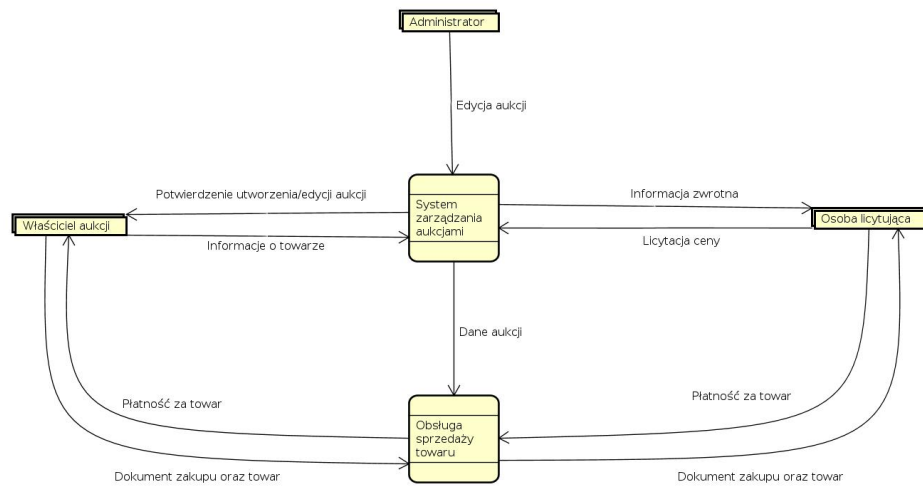 Administrator
Edycja aukcji
Potwierdzenie utworzenia/edycji aukcji
Informacja zwrotna
System
zarządzania
aukcjami
Właściciel aukcji
Osoba licytująca
Informacje o towarze
Licytacja ceny
Dane aukcji
Płatność za towar
Płatność za towar
Obsługa
sprzedaży
towaru
Dokument zakupu oraz towar
Dokument zakupu oraz towar